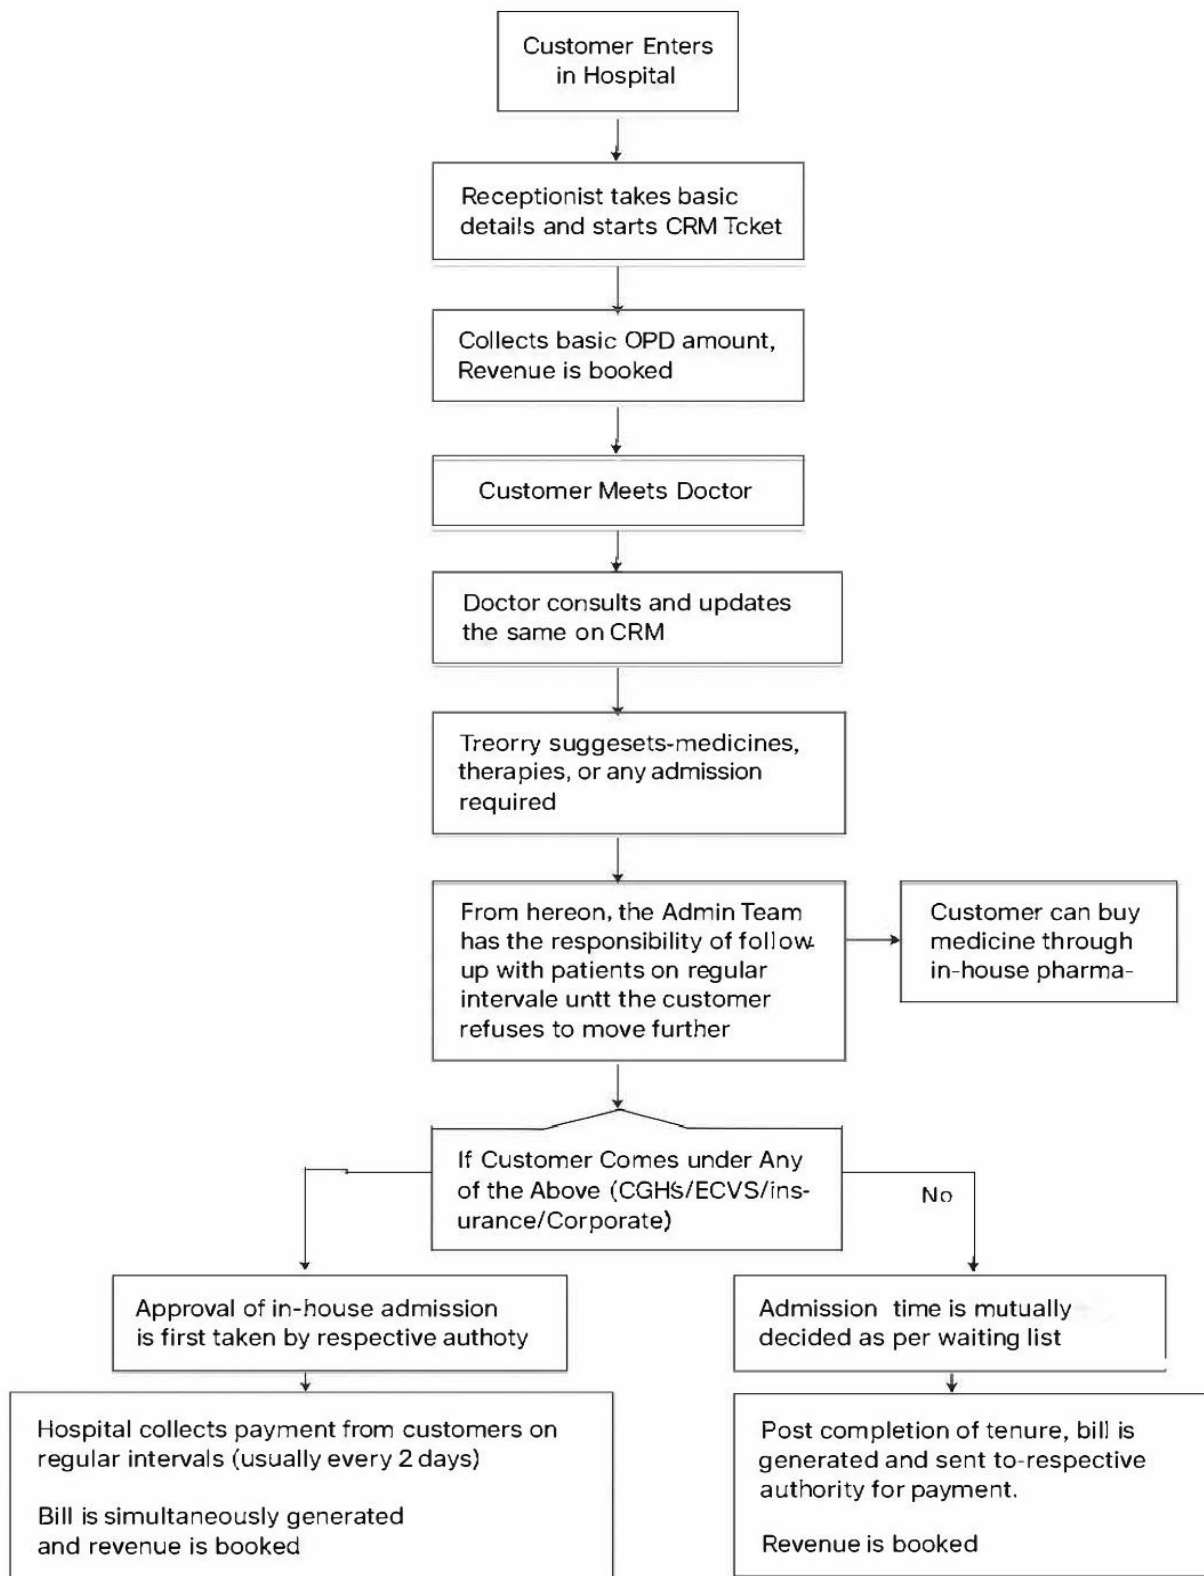 Customer Enters
in Hospital
Receptionist takes basic
details and starts CRM Tcket
Collects basic OPD amount,
Revenue is booked
Customer Meets Doctor
Doctor consults and updates
the same on CRM
Treorry suggesets-medicines,
therapies, or any admission
required
From hereon, the Admin Team
has the responsibility of follow-
up with patients on regular
intervale untt the customer
refuses to move further
Customer can buy
medicine through
in-house pharma-
If Customer Comes under Any
of the Above (CGHS/ECVS/ins-
urance/Corporate)
No
Approval of in-house admission
is first taken by respective authoty
Admission time is mutually
decided as per waiting list
Hospital collects payment from customers on
regular intervals (usually every 2 days)
Bill is simultaneously generated
and revenue is booked
Post completion of tenure, bill is
generated and sent to-respective
authority for payment.
Revenue is booked